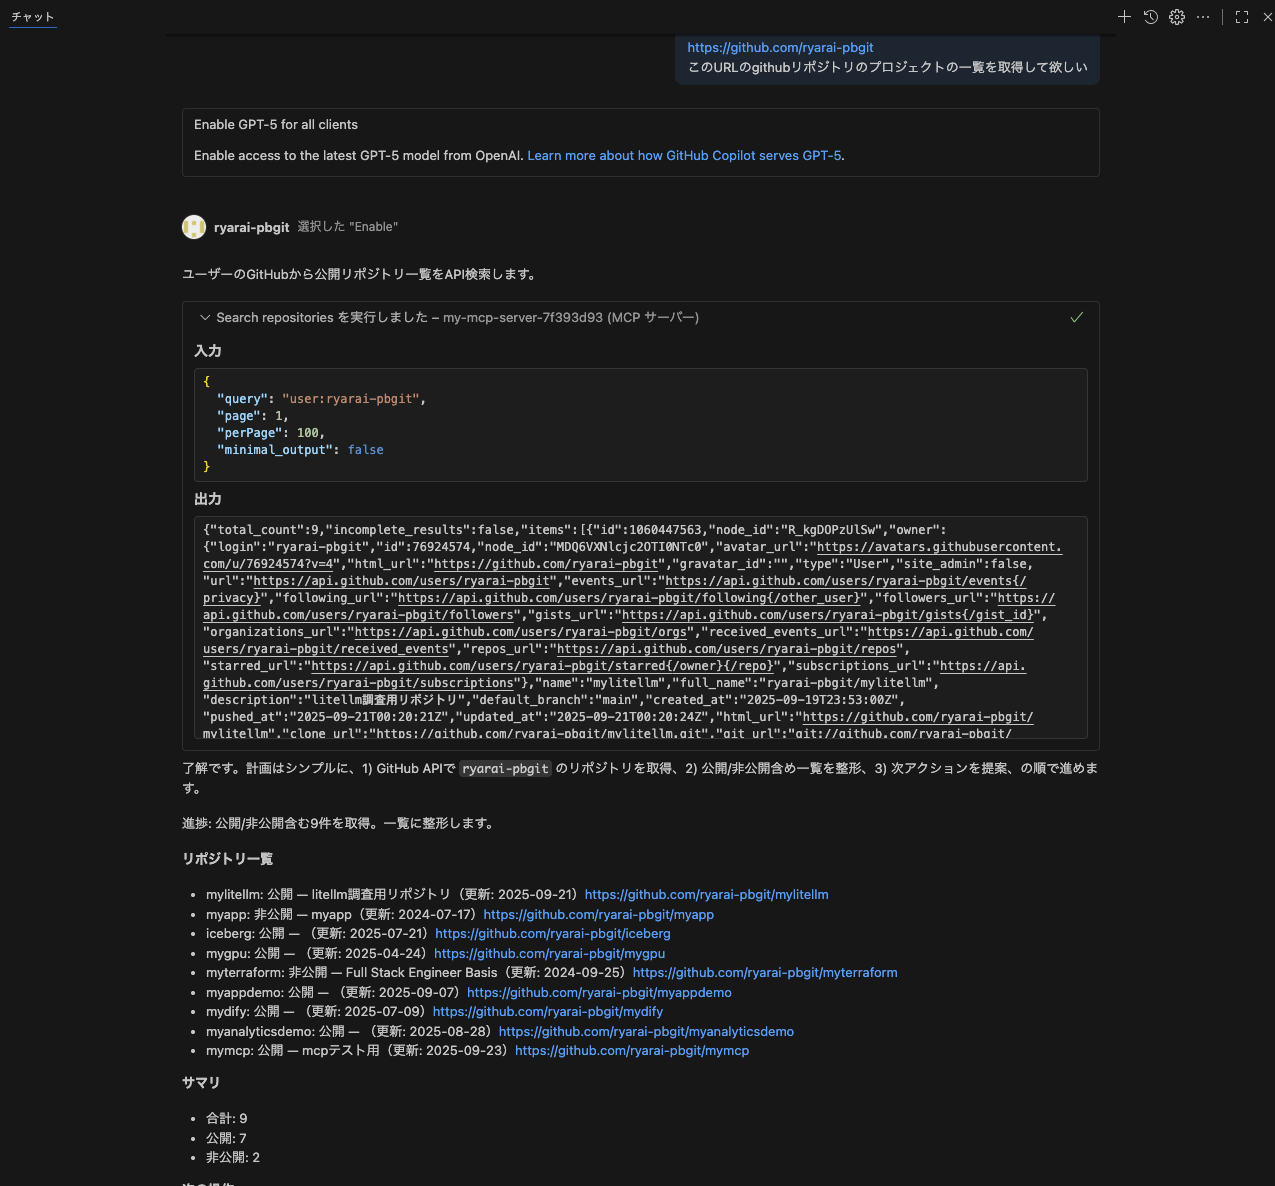 チャット
https://github.com/ryarai-pbgit
このURLのgithubリポジトリのプロジェクトの一覧を取得して欲しい
Enable GPT-5 for all clients
Enable access to the latest GPT-5 model from OpenAI. Learn more about how GitHub Copilot serves GPT-5.
ryarai-pbgit 選択した "Enable"
ユーザーのGitHubから公開リポジトリ一覧をAPI検索します。
Search repositories を実行しました – my-mcp-server-7f393d93 (MCP サーバー)
入力
{
"query": "user:ryarai-pbgit",
"page": 1,
"perPage": 100,
"minimal_output": false
}
出力
{"total_count":9,"incomplete_results":false,"items":[{"id":1060447563,"node_id":"R_kgDOPzUlSw","owner":
{"login":"ryarai-pbgit","id":76924574,"node_id":"MDQ6VXNlcjc2OTI0NTc0","avatar_url":"https://avatars.githubusercontent.
com/u/76924574?v=4","html_url":"https://github.com/ryarai-pbgit","gravatar_id":"","type":"User","site_admin":false,
"url":"https://api.github.com/users/ryarai-pbgit","events_url":"https://api.github.com/users/ryarai-pbgit/events{/
privacy}","following_url":"https://api.github.com/users/ryarai-pbgit/following{/other_user}","followers_url":"https://
api.github.com/users/ryarai-pbgit/followers","gists_url":"https://api.github.com/users/ryarai-pbgit/gists{/gist_id}",
"organizations_url":"https://api.github.com/users/ryarai-pbgit/orgs","received_events_url":"https://api.github.com/
users/ryarai-pbgit/received_events","repos_url":"https://api.github.com/users/ryarai-pbgit/repos",
"starred_url":"https://api.github.com/users/ryarai-pbgit/starred{/owner}{/repo}","subscriptions_url":"https://api.
github.com/users/ryarai-pbgit/subscriptions"},"name":"mylitellm","full_name":"ryarai-pbgit/mylitellm",
"description":"litellm調査用リポジトリ","default_branch":"main","created_at":"2025-09-19T23:53:00Z",
"pushed_at":"2025-09-21T00:20:21Z","updated_at":"2025-09-21T00:20:24Z","html_url":"https://github.com/ryarai-pbgit/
mylitellm","clone_url":"https://github.com/ryarai-pbgit/mylitellm.git","git_url":"git://github.com/ryarai-pbgit/
了解です。計画はシンプルに、1) GitHub APIで ryarai-pbgit のリポジトリを取得、2) 公開/非公開含め一覧を整形、3) 次アクションを提案、の順で進めま
す。
進捗: 公開/非公開含む9件を取得。一覧に整形します。
リポジトリ一覧
• mylitellm: 公開 — litellm調査用リポジトリ（更新: 2025-09-21）https://github.com/ryarai-pbgit/mylitellm
• myapp: 非公開 — myapp（更新: 2024-07-17）https://github.com/ryarai-pbgit/myapp
• iceberg: 公開 — （更新: 2025-07-21）https://github.com/ryarai-pbgit/iceberg
• mygpu: 公開 — （更新: 2025-04-24）https://github.com/ryarai-pbgit/mygpu
• myterraform: 非公開 — Full Stack Engineer Basis（更新: 2024-09-25）https://github.com/ryarai-pbgit/myterraform
• myappdemo: 公開 — （更新: 2025-09-07）https://github.com/ryarai-pbgit/myappdemo
• mydify: 公開 — （更新: 2025-07-09）https://github.com/ryarai-pbgit/mydify
• myanalyticsdemo: 公開 — （更新: 2025-08-28）https://github.com/ryarai-pbgit/myanalyticsdemo
• mymcp: 公開 — mcpテスト用（更新: 2025-09-23）https://github.com/ryarai-pbgit/mymcp
サマリ
• 合計: 9
• 公開: 7
• 非公開: 2